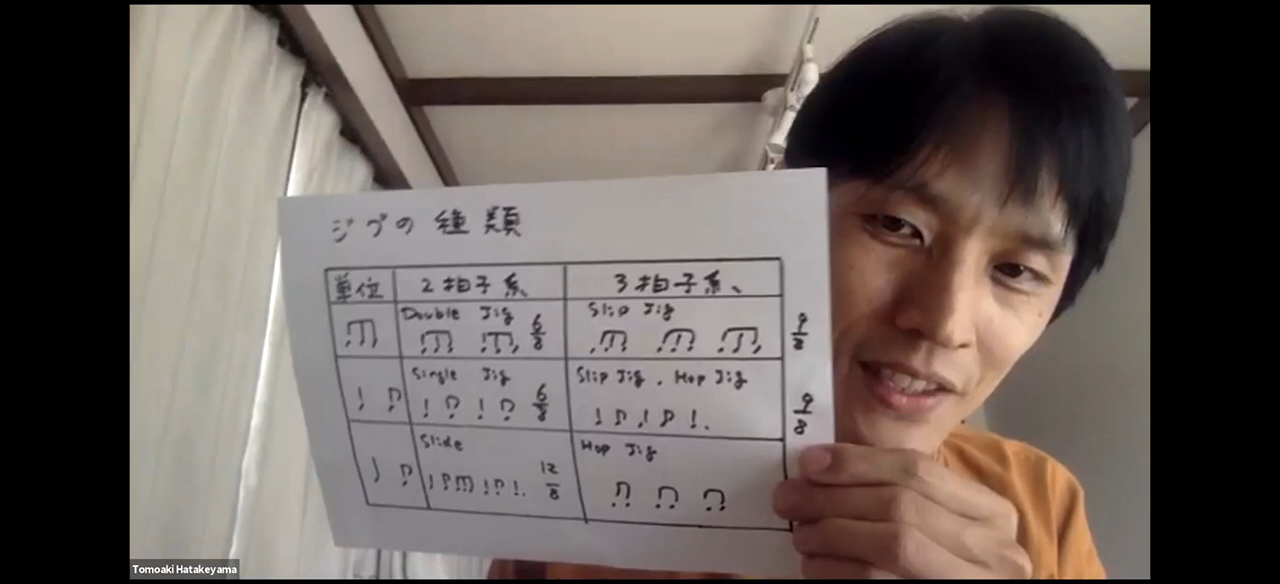 ジグの種類
単位 2拍子系 3拍子系
Double Jig 6/8 Slip Jig 9/8
Single Jig 6/8 Slip Jig, Hop Jig 9/8
Slide 12/8 Hop Jig
Tomoaki Hatakeyama